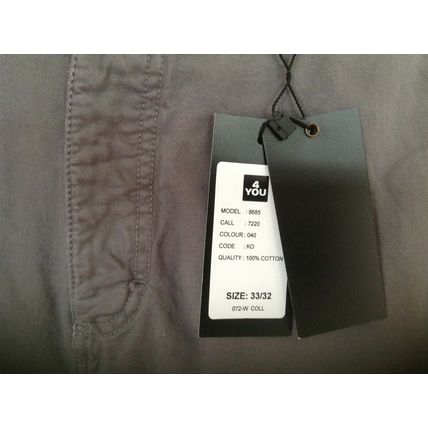 4
YOU
MODEL : 8685
CALL : 7220
COLOUR : 040
CODE : KO
QUALITY : 100% COTTON
SIZE: 33/32
072-W COLL